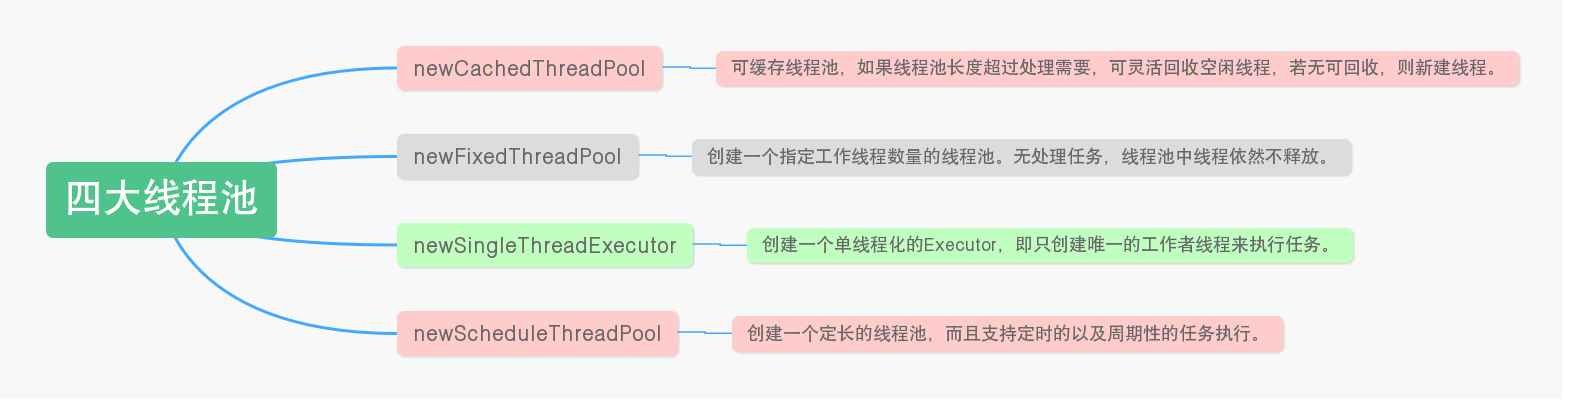 四大线程池
newCachedThreadPool
可缓存线程池，如果线程池长度超过处理需要，可灵活回收空闲线程，若无可回收，则新建线程。
newFixedThreadPool
创建一个指定工作线程数量的线程池。无处理任务，线程池中线程依然不释放。
newSingleThreadExecutor
创建一个单线程化的Executor，即只创建唯一的工作者线程来执行任务。
newScheduleThreadPool
创建一个定长的线程池，而且支持定时的以及周期性的任务执行。